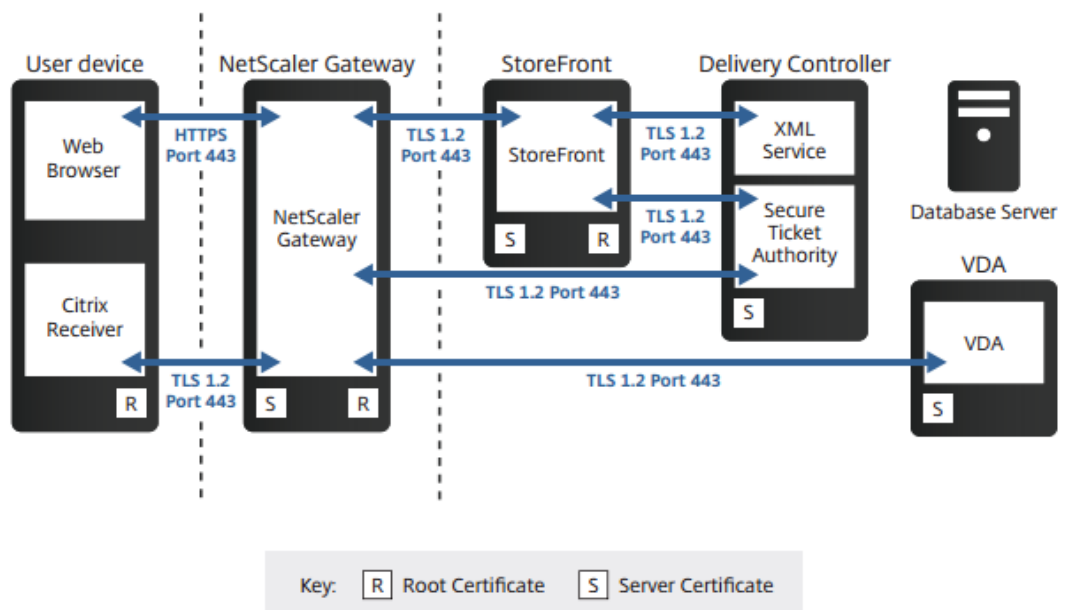 User device
NetScaler Gateway
StoreFront
Delivery Controller
Web
Browser
HTTPS
Port 443
TLS 1.2
Port 443
StoreFront
TLS 1.2
Port 443
XML
Service
NetScaler
Gateway
TLS 1.2
Port 443
Secure
Ticket
Authority
Database Server
S
R
TLS 1.2 Port 443
VDA
Citrix
Receiver
S
VDA
TLS 1.2
Port 443
TLS 1.2 Port 443
R
S
R
S
Key:
R
Root Certificate
S
Server Certificate